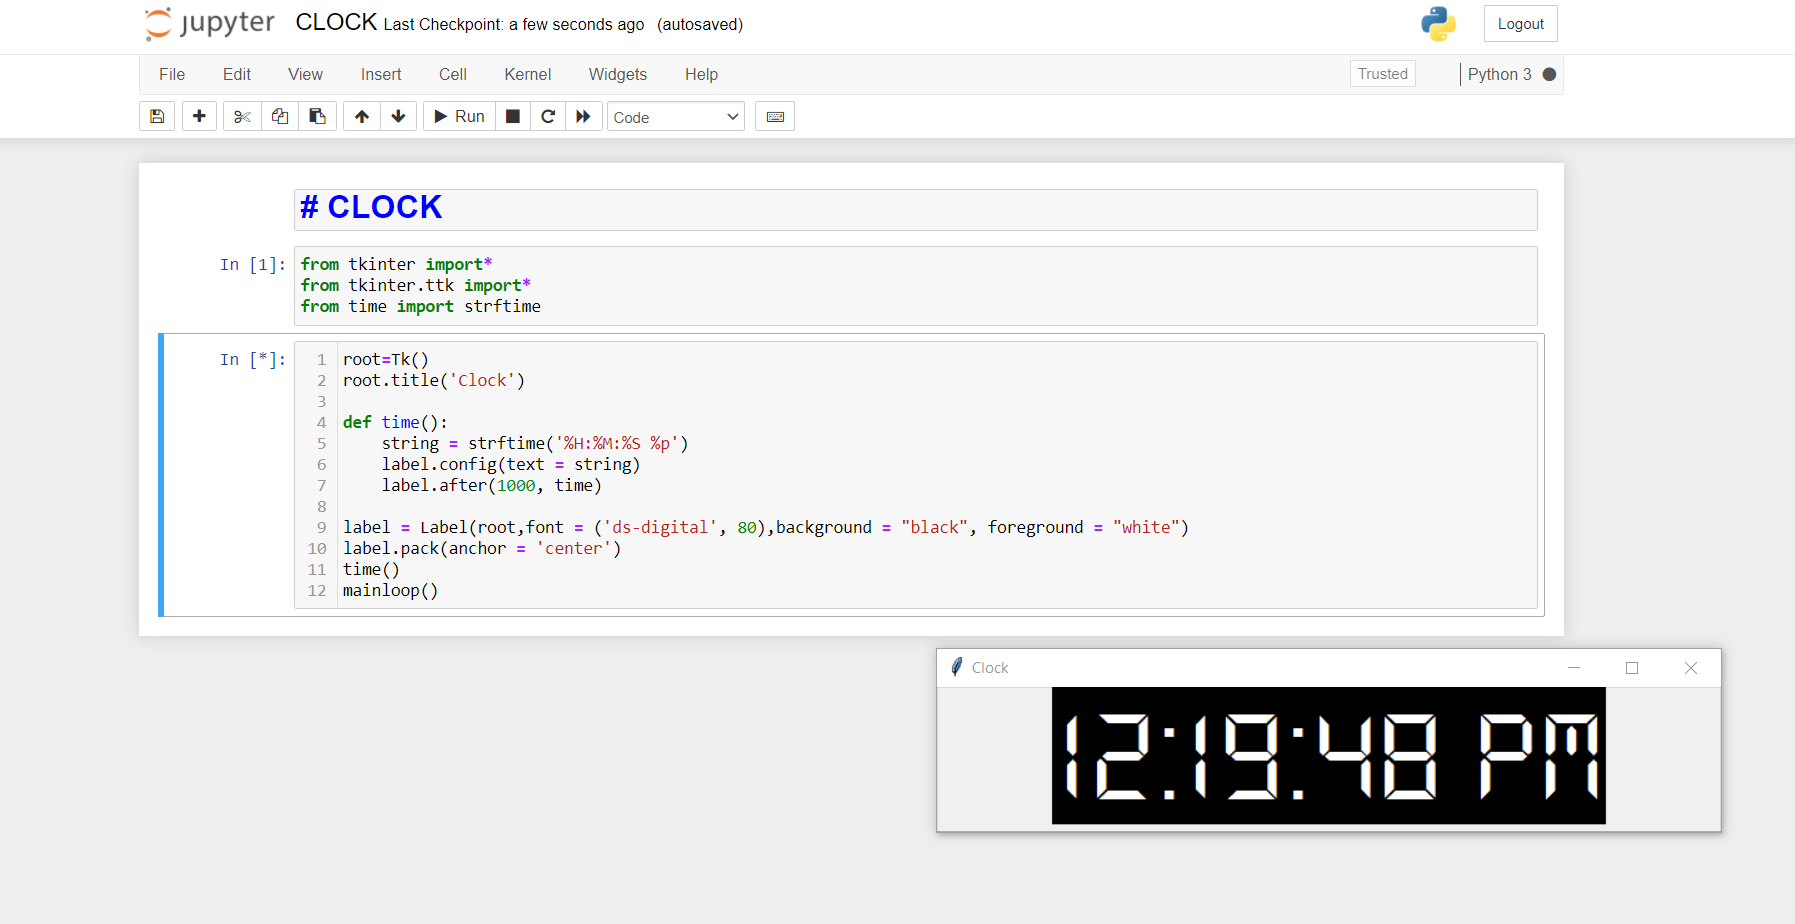 jupyter CLOCK Last Checkpoint: a few seconds ago (autosaved) Logout
File Edit View Insert Cell Kernel Widgets Help Trusted Python 3
Run Code
# CLOCK
In [1]: from tkinter import*
from tkinter.ttk import*
from time import strftime
In [*]: 1 root=Tk()
2 root.title('Clock')
3
4 def time():
5     string = strftime('%H:%M:%S %p')
6     label.config(text = string)
7     label.after(1000, time)
8
9 label = Label(root,font = ('ds-digital', 80),background = "black", foreground = "white")
10 label.pack(anchor = 'center')
11 time()
12 mainloop()
Clock
12:19:48 PM